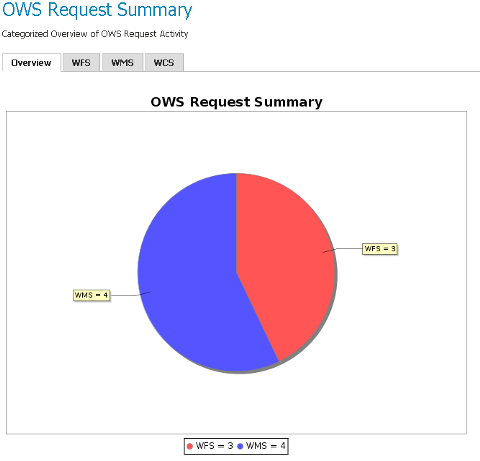 OWS Request Summary
Categorized Overview of OWS Request Activity
Overview WFS WMS WCS
OWS Request Summary
WFS = 3
WMS = 4
WFS = 3 WMS = 4